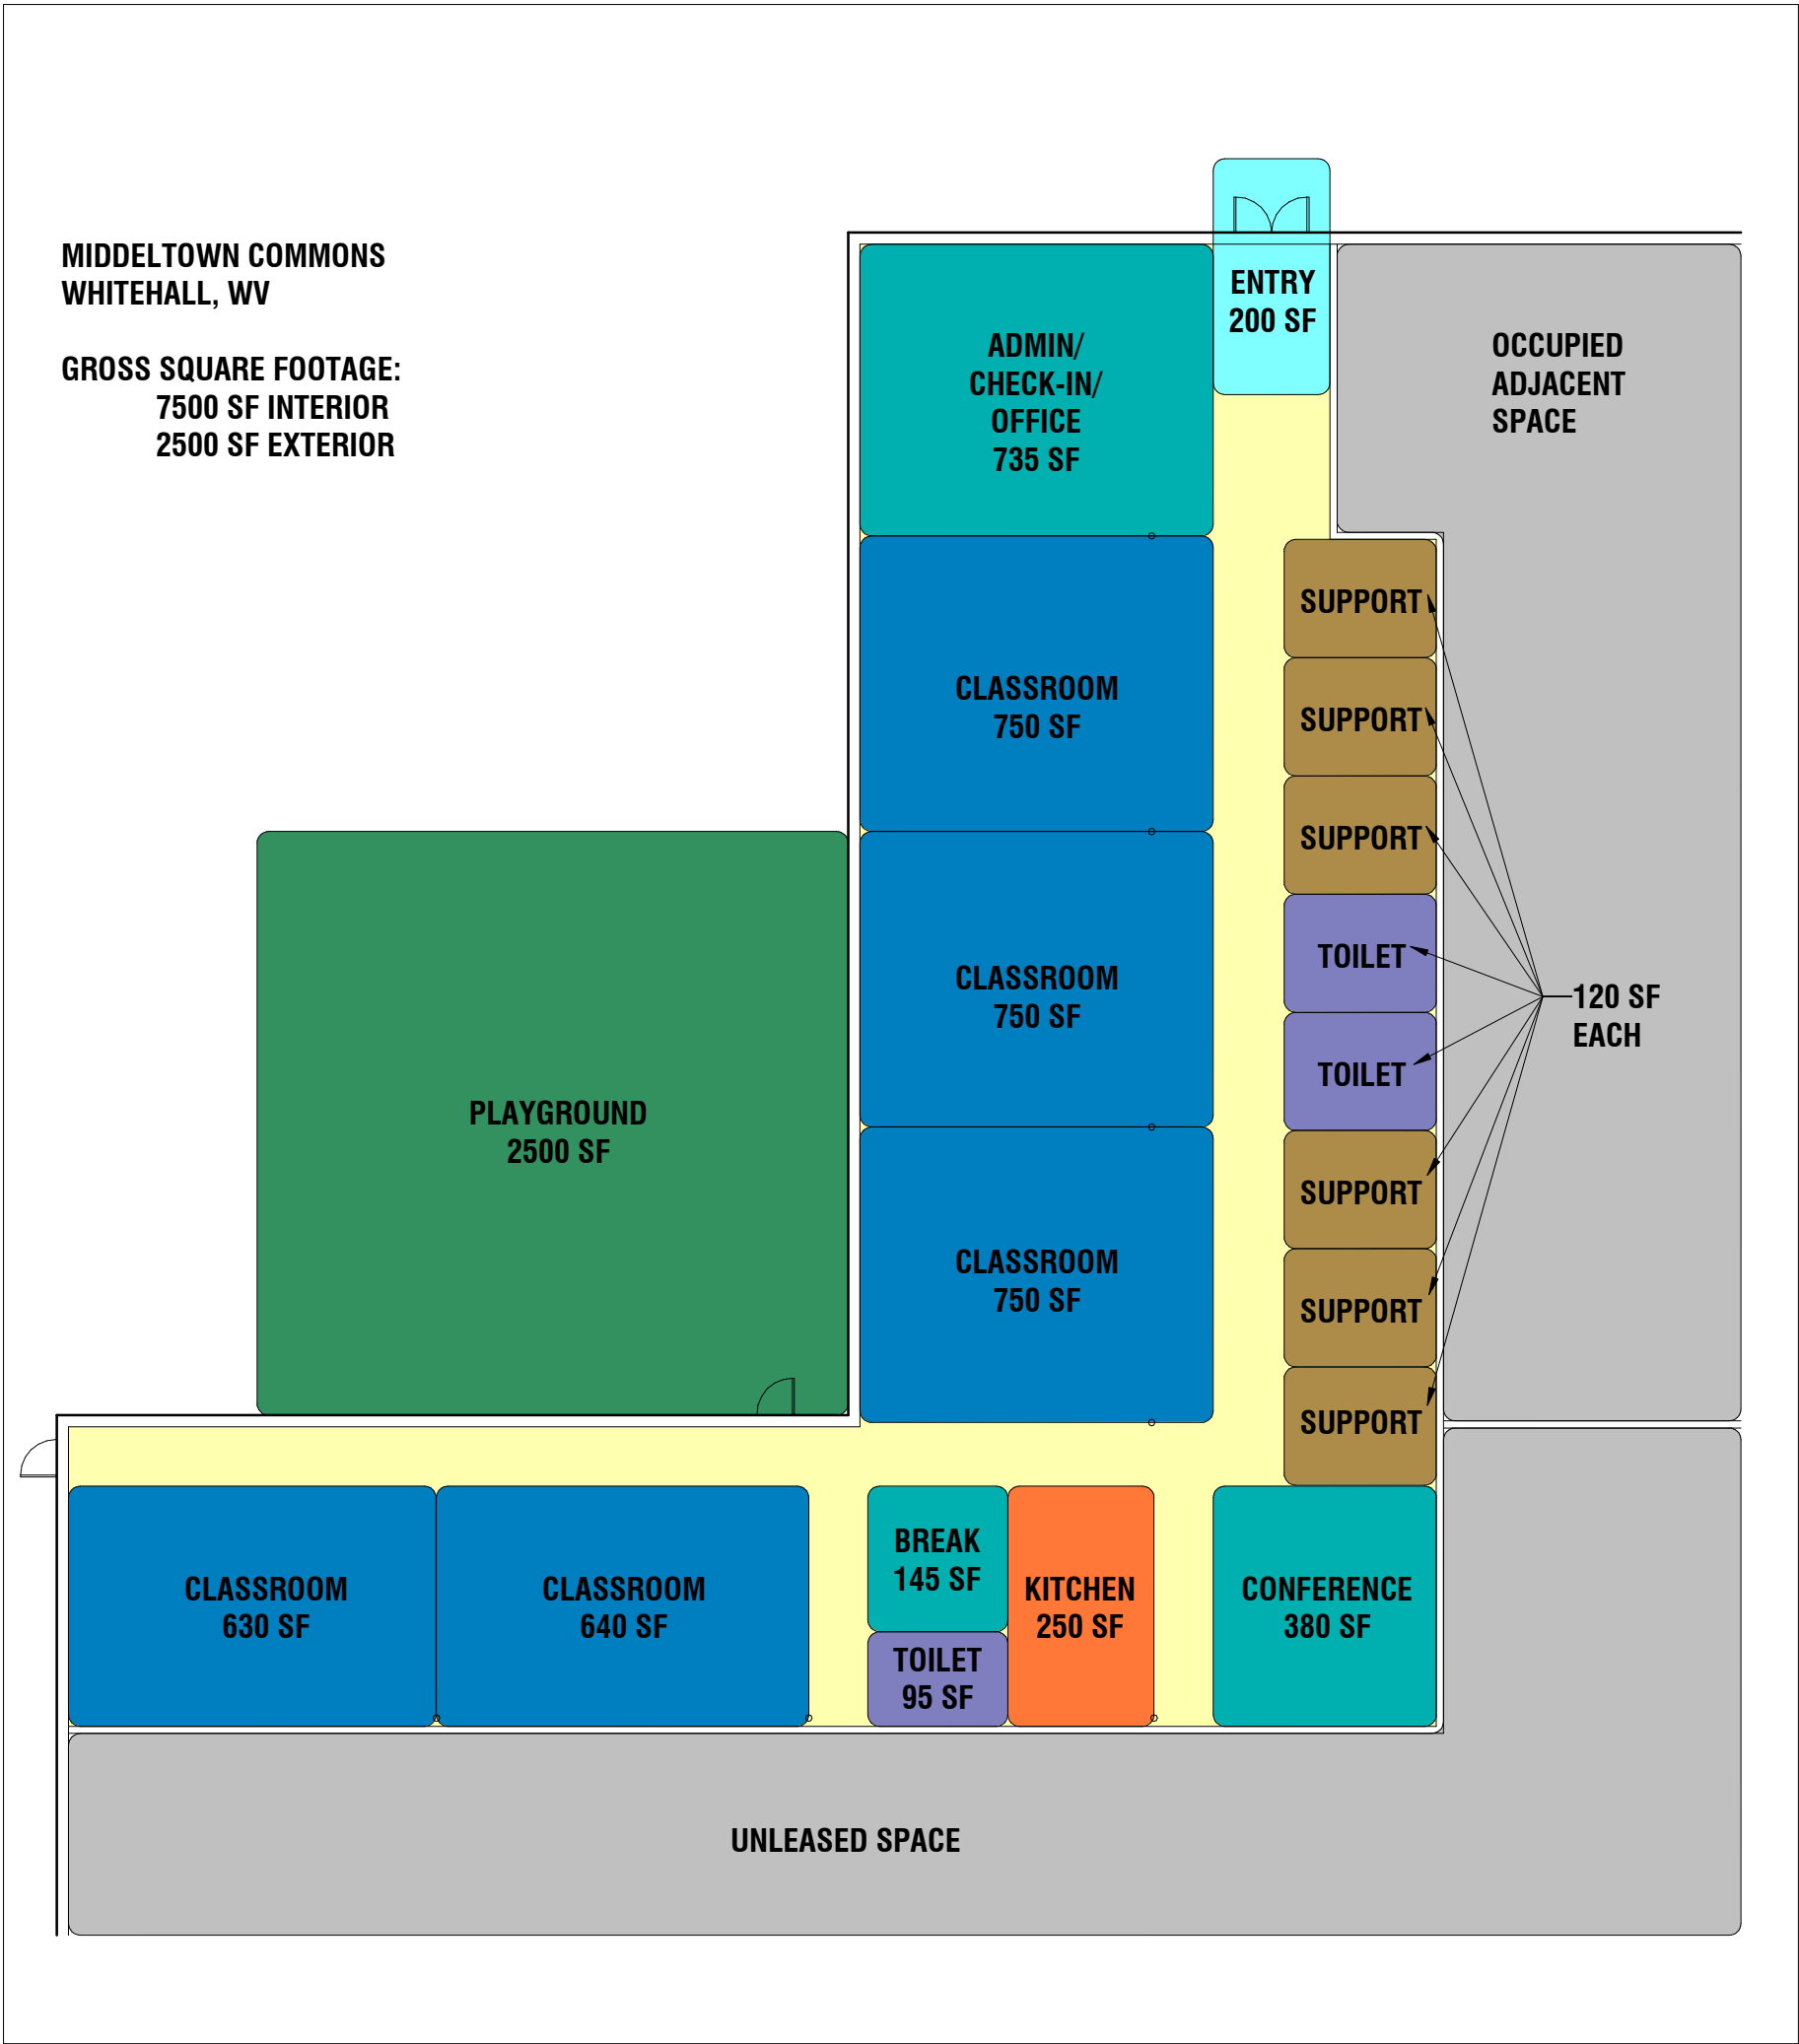 MIDDELTOWN COMMONS
WHITEHALL, WV
GROSS SQUARE FOOTAGE:
7500 SF INTERIOR
2500 SF EXTERIOR
ENTRY
200 SF
ADMIN/
CHECK-IN/
OFFICE
735 SF
OCCUPIED
ADJACENT
SPACE
CLASSROOM
750 SF
CLASSROOM
750 SF
CLASSROOM
750 SF
SUPPORT
SUPPORT
SUPPORT
TOILET
TOILET
SUPPORT
SUPPORT
SUPPORT
120 SF
EACH
PLAYGROUND
2500 SF
CLASSROOM
630 SF
CLASSROOM
640 SF
BREAK
145 SF
TOILET
95 SF
KITCHEN
250 SF
CONFERENCE
380 SF
UNLEASED SPACE